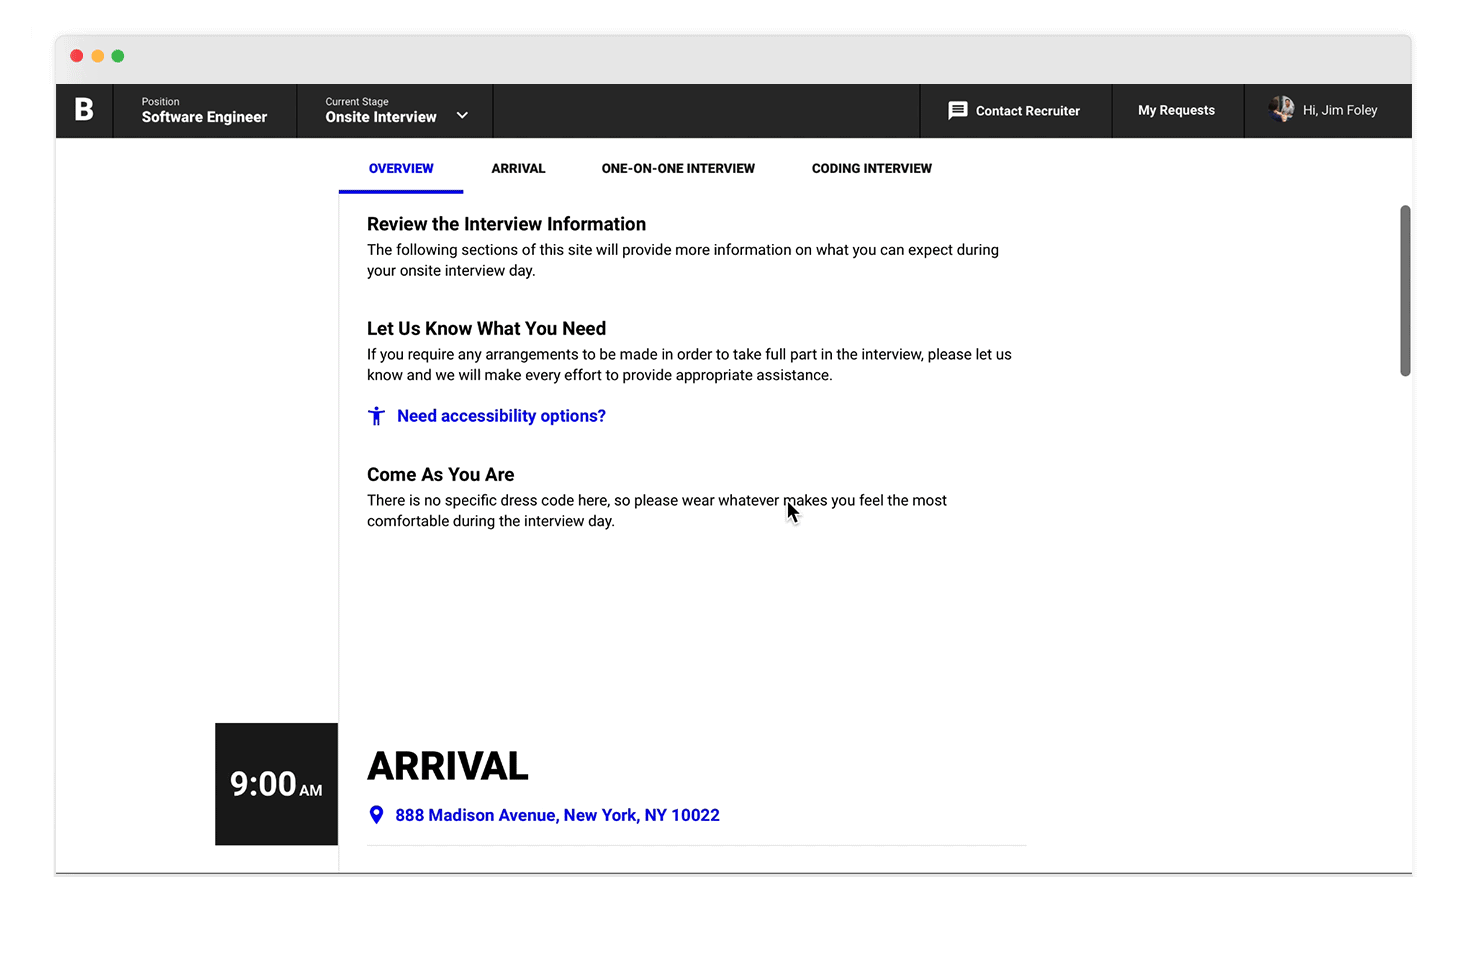 B
Position
Software Engineer
Current Stage
Onsite Interview
Contact Recruiter
My Requests
Hi, Jim Foley
OVERVIEW
ARRIVAL
ONE-ON-ONE INTERVIEW
CODING INTERVIEW
Review the Interview Information
The following sections of this site will provide more information on what you can expect during
your onsite interview day.
Let Us Know What You Need
If you require any arrangements to be made in order to take full part in the interview, please let us
know and we will make every effort to provide appropriate assistance.
Need accessibility options?
Come As You Are
There is no specific dress code here, so please wear whatever makes you feel the most
comfortable during the interview day.
9:00 AM
ARRIVAL
888 Madison Avenue, New York, NY 10022